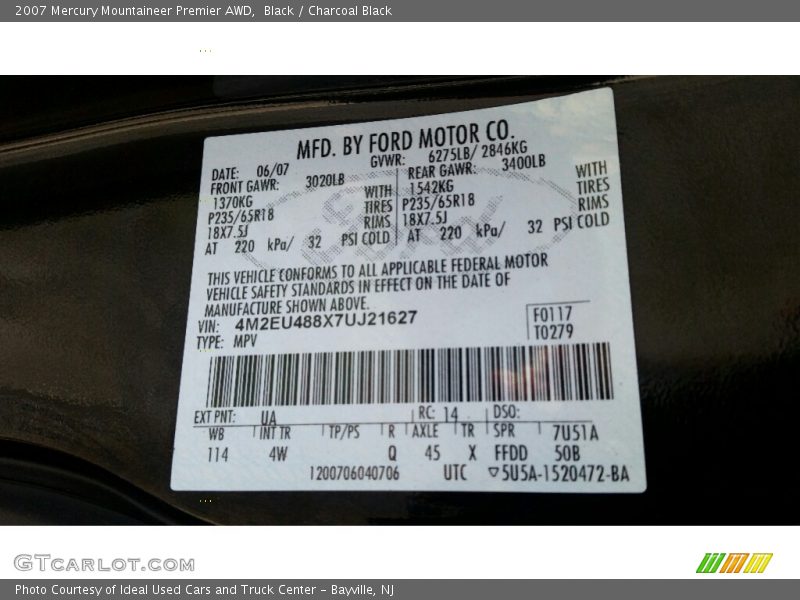 2007 Mercury Mountaineer Premier AWD,  Black / Charcoal Black
MFD. BY FORD MOTOR CO.
DATE: 06/07 GVWR: 6275LB/ 2846KG
FRONT GAWR: 3020LB REAR GAWR: 3400LB
1370KG WITH 1542KG WITH
P235/65R18 TIRES P235/65R18 TIRES
18X7.5J RIMS 18X7.5J RIMS
AT 220 kPa/ 32 PSI COLD AT 220 kPa/ 32 PSI COLD
THIS VEHICLE CONFORMS TO ALL APPLICABLE FEDERAL MOTOR
VEHICLE SAFETY STANDARDS IN EFFECT ON THE DATE OF
MANUFACTURE SHOWN ABOVE.
VIN: 4M2EU488X7UJ21627 F0117
TYPE: MPV T0279
EXT PNT: UA RC: 14 DSO:
WB INT TR TP/PS R AXLE TR SPR 7U51A
114 4W Q 45 X FFDD 50B
1200706040706 UTC ▽5U5A-1520472-BA
Ford
GTCARLOT.COM
Photo Courtesy of Ideal Used Cars and Truck Center – Bayville, NJ